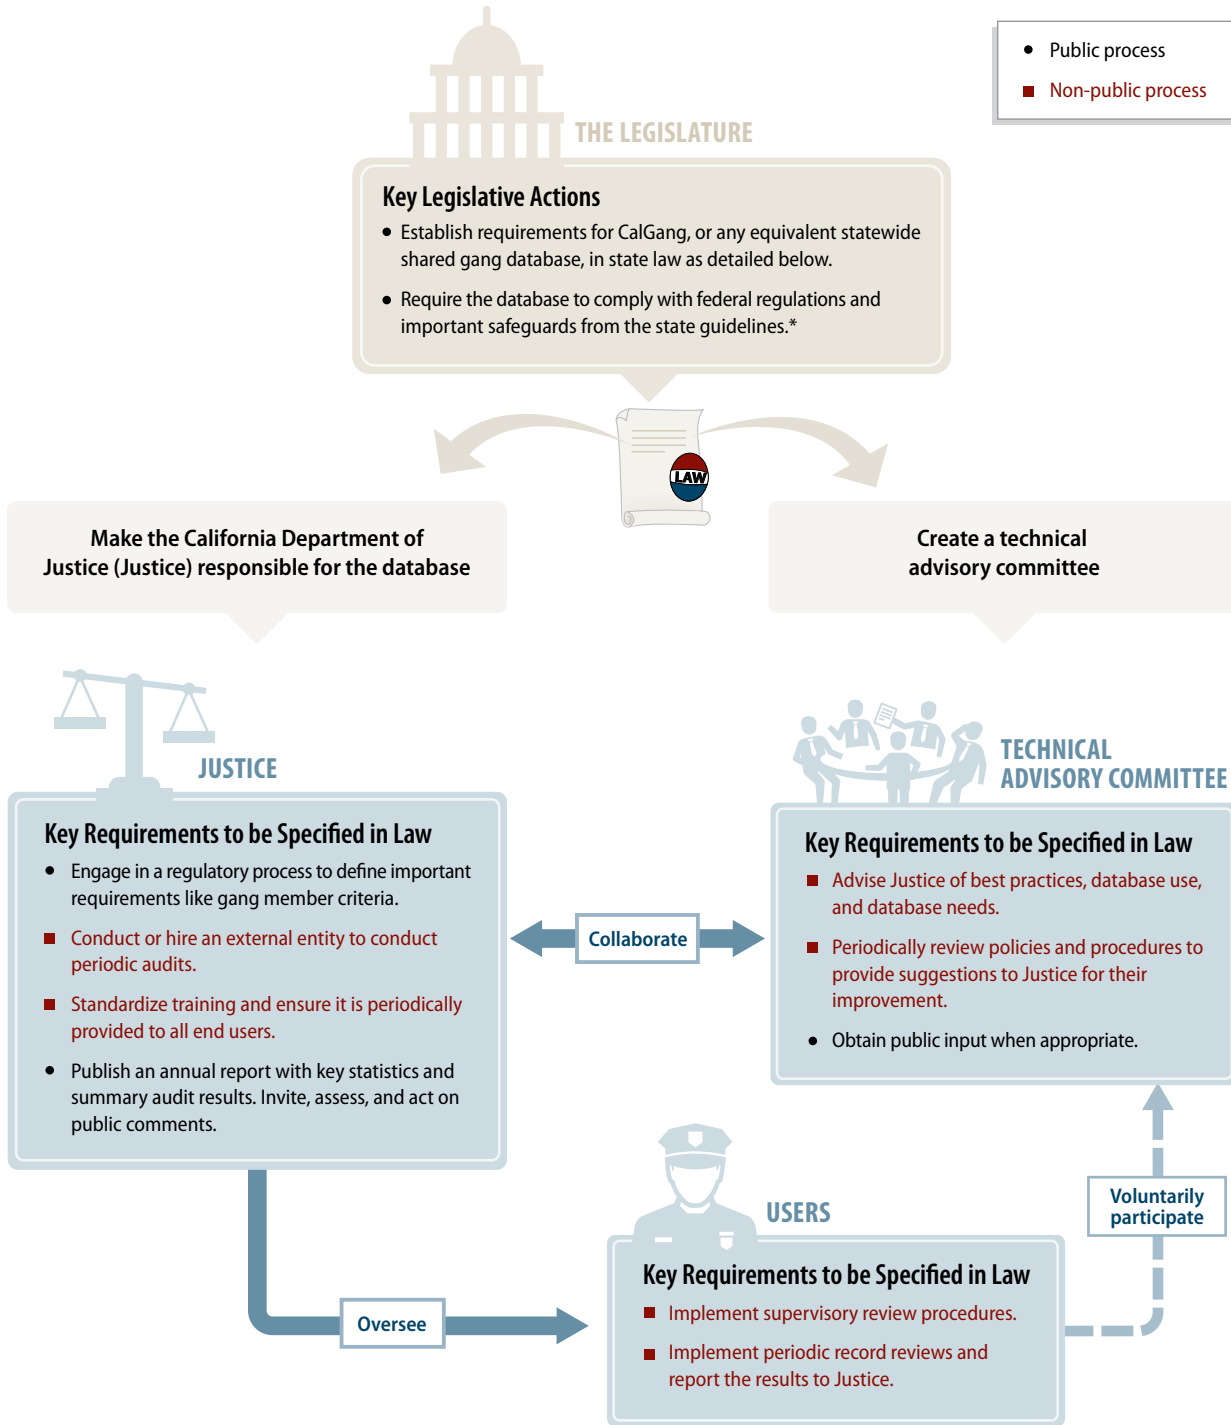 ● Public process
■ Non-public process
THE LEGISLATURE
Key Legislative Actions
● Establish requirements for CalGang, or any equivalent statewide
shared gang database, in state law as detailed below.
● Require the database to comply with federal regulations and
important safeguards from the state guidelines.*
LAW
Make the California Department of
Justice (Justice) responsible for the database
Create a technical
advisory committee
JUSTICE
Key Requirements to be Specified in Law
● Engage in a regulatory process to define important
requirements like gang member criteria.
■ Conduct or hire an external entity to conduct
periodic audits.
■ Standardize training and ensure it is periodically
provided to all end users.
● Publish an annual report with key statistics and
summary audit results. Invite, assess, and act on
public comments.
Collaborate
TECHNICAL
ADVISORY COMMITTEE
Key Requirements to be Specified in Law
■ Advise Justice of best practices, database use,
and database needs.
■ Periodically review policies and procedures to
provide suggestions to Justice for their
improvement.
● Obtain public input when appropriate.
Voluntarily
participate
Oversee
USERS
Key Requirements to be Specified in Law
■ Implement supervisory review procedures.
■ Implement periodic record reviews and
report the results to Justice.